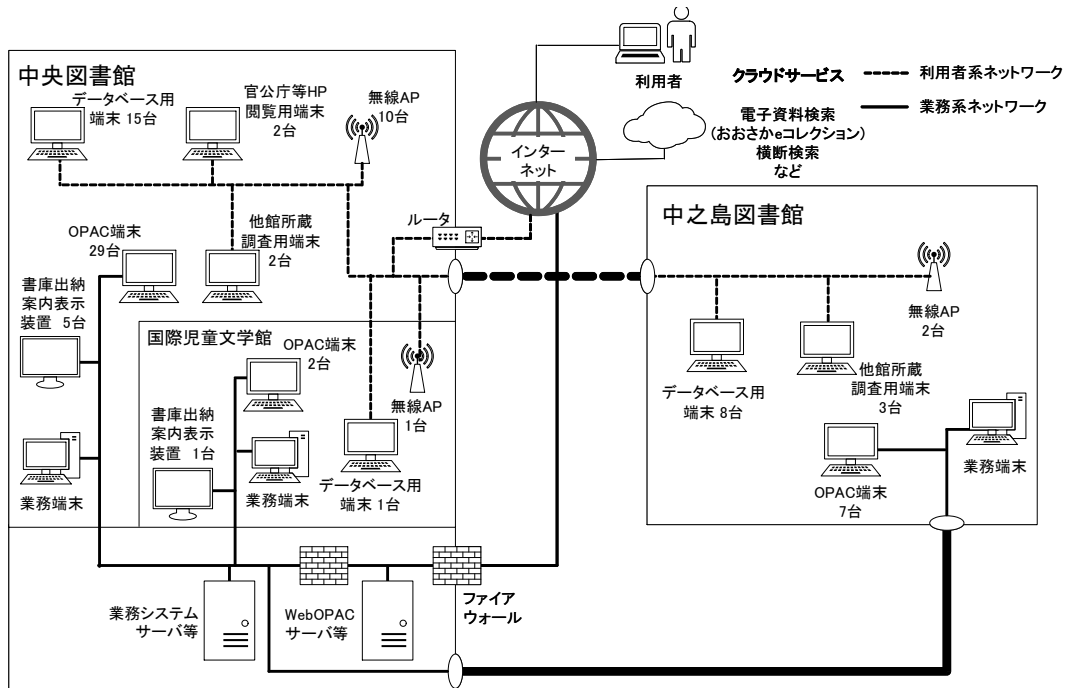 中央図書館
データベース用
端末 15台
官公庁等HP
閲覧用端末
2台
無線AP
10台
OPAC端末
29台
他館所蔵
調査用端末
2台
書庫出納
案内表示
装置 5台
業務端末
国際児童文学館
OPAC端末
2台
書庫出納
案内表示
装置 1台
業務端末
無線AP
1台
データベース用
端末 1台
ルータ
インター
ネット
利用者
クラウドサービス
電子資料検索
(おおさかeコレクション)
横断検索
など
利用者系ネットワーク
業務系ネットワーク
中之島図書館
無線AP
2台
データベース用
端末 8台
他館所蔵
調査用端末
3台
OPAC端末
7台
業務端末
業務システム
サーバ等
WebOPAC
サーバ等
ファイア
ウォール